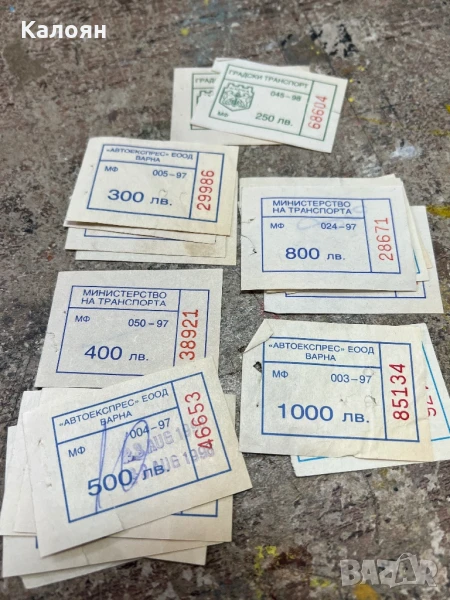 Калоян
ГРАДСКИ ТРАНСПОРТ
045-98
МФ
250 лв.
68604
«АВТОЕКСПРЕС» ЕООД
ВАРНА
МФ 005-97
300 лв.
29986
МИНИСТЕРСТВО
НА ТРАНСПОРТА
МФ 024-97
800 лв.
28671
МИНИСТЕРСТВО
НА ТРАНСПОРТА
МФ 050-97
400 лв.
38921
«АВТОЕКСПРЕС» ЕООД
ВАРНА
МФ 003-97
1000 лв.
85134
«АВТОЕКСПРЕС» ЕООД
ВАРНА
МФ 004-97
500 лв.
46653
BAZAR